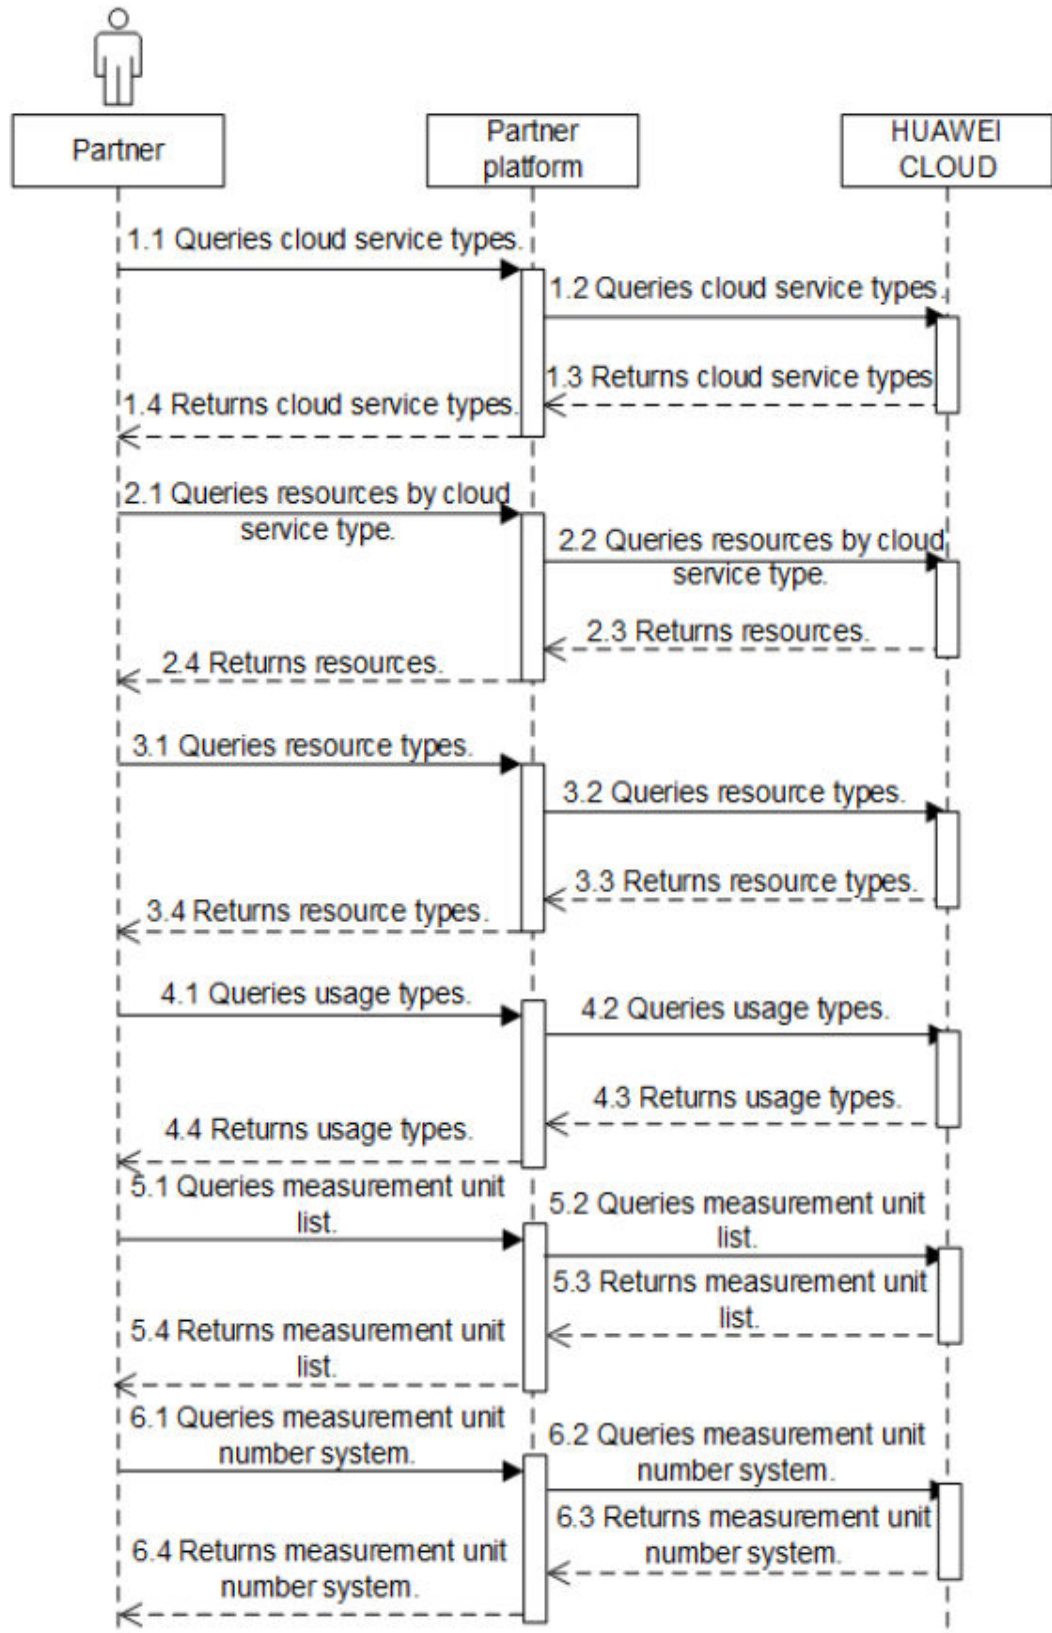 Partner
Partner
platform
HUAWEI
CLOUD
1.1 Queries cloud service types.
1.2 Queries cloud service types.
1.3 Returns cloud service types
1.4 Returns cloud service types.
2.1 Queries resources by cloud
service type.
2.2 Queries resources by cloud
service type.
2.3 Returns resources.
2.4 Returns resources.
3.1 Queries resource types.
3.2 Queries resource types.
3.3 Returns resource types.
3.4 Returns resource types.
4.1 Queries usage types.
4.2 Queries usage types.
4.3 Returns usage types.
4.4 Returns usage types.
5.1 Queries measurement unit
list.
5.2 Queries measurement unit
list.
5.3 Returns measurement unit
list.
5.4 Returns measurement unit
list.
6.1 Queries measurement unit
number system.
6.2 Queries measurement unit
number system.
6.3 Returns measurement unit
number system.
6.4 Returns measurement unit
number system.